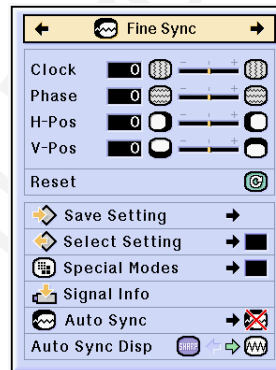 Fine Sync
Clock 0
Phase 0
H-Pos 0
V-Pos 0
Reset
Save Setting
Select Setting
Special Modes
Signal Info
Auto Sync
Auto Sync Disp SHARP